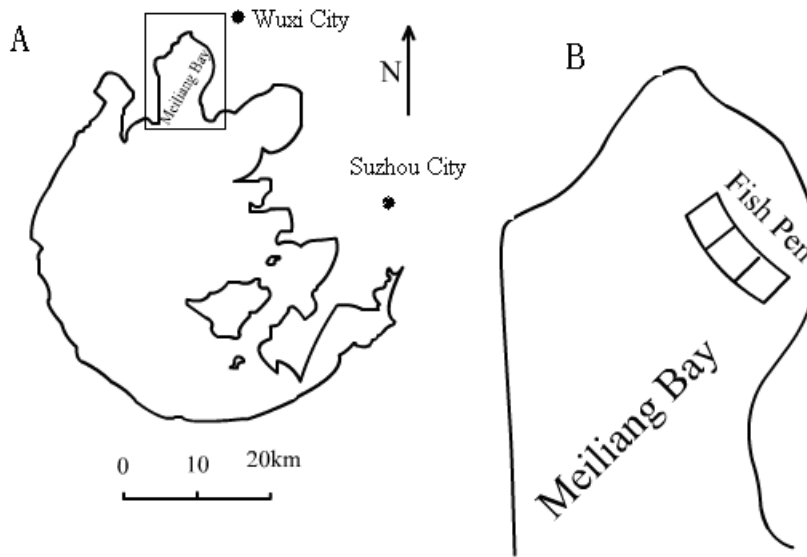 A
Wuxi City
Meiliang Bay
N
Suzhou City
0 10 20km
B
Fish Pen
Meiliang Bay